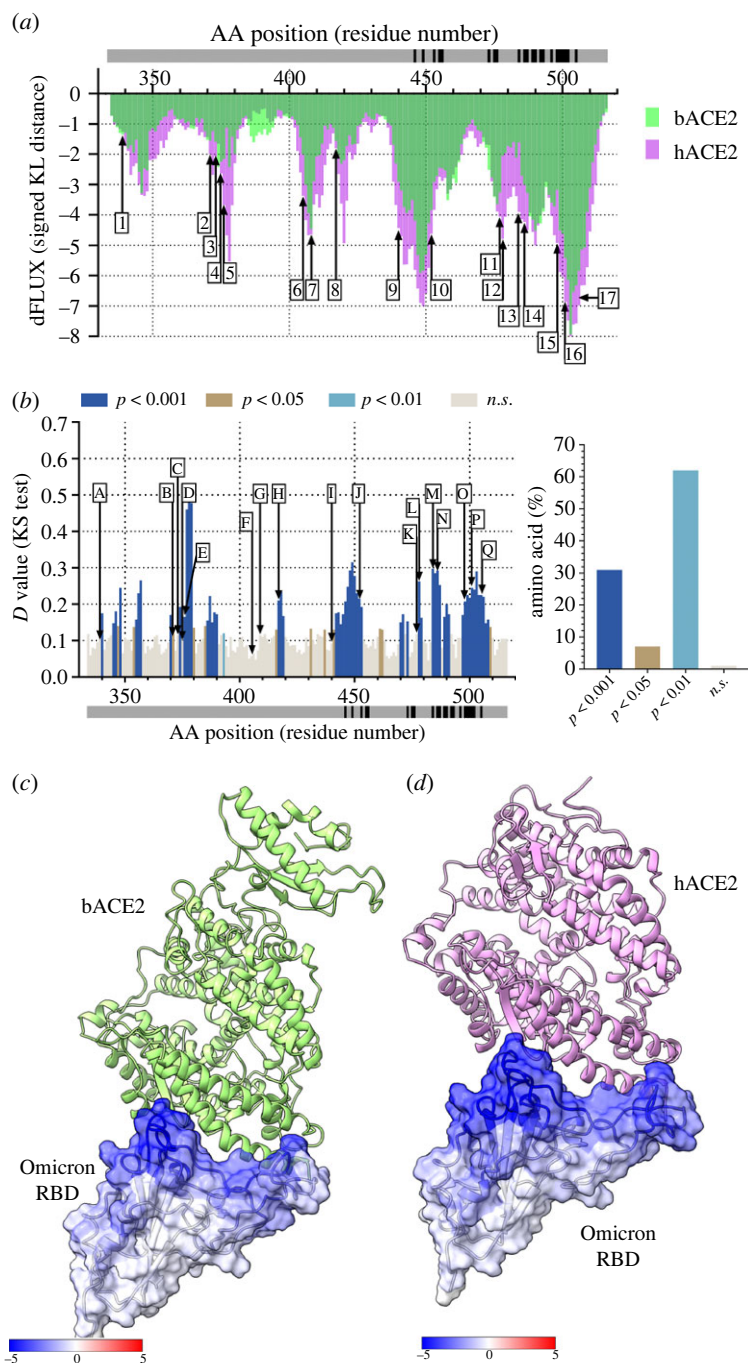 (a)
AA position (residue number)
350 400 450 500
0
−1
−2
−3
−4
−5
−6
−7
−8
dFLUX (signed KL distance)
bACE2
hACE2
1
2
3
4
5
6
7
8
9
10
11
12
13
14
15
16
17
(b)
p < 0.001 p < 0.05 p < 0.01 n.s.
0.7
0.6
0.5
0.4
0.3
0.2
0.1
0.0
D value (KS test)
A
B
C
D
E
F
G
H
I
J
K
L
M
N
O
P
Q
350 400 450 500
AA position (residue number)
70
60
50
40
30
20
10
0
amino acid (%)
p < 0.001
p < 0.05
p < 0.01
n.s.
(c)
bACE2
Omicron
RBD
−5 0 5
(d)
hACE2
Omicron
RBD
−5 0 5